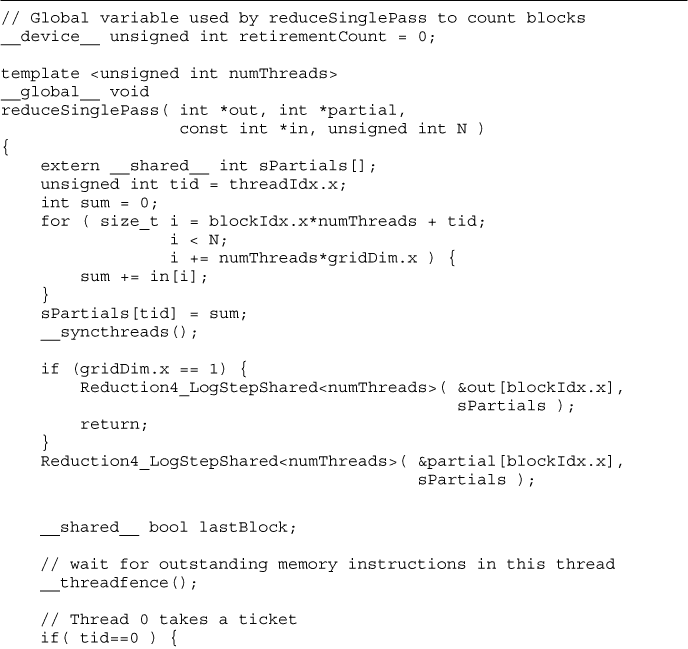 // Global variable used by reduceSinglePass to count blocks
__device__ unsigned int retirementCount = 0;
template <unsigned int numThreads>
__global__ void
reduceSinglePass( int *out, int *partial,
const int *in, unsigned int N )
{
extern __shared__ int sPartials[];
unsigned int tid = threadIdx.x;
int sum = 0;
for ( size_t i = blockIdx.x*numThreads + tid;
i < N;
i += numThreads*gridDim.x ) {
sum += in[i];
}
sPartials[tid] = sum;
__syncthreads();
if (gridDim.x == 1) {
Reduction4_LogStepShared<numThreads>( &out[blockIdx.x],
sPartials );
return;
}
Reduction4_LogStepShared<numThreads>( &partial[blockIdx.x],
sPartials );
__shared__ bool lastBlock;
// wait for outstanding memory instructions in this thread
__threadfence();
// Thread 0 takes a ticket
if( tid==0 ) {